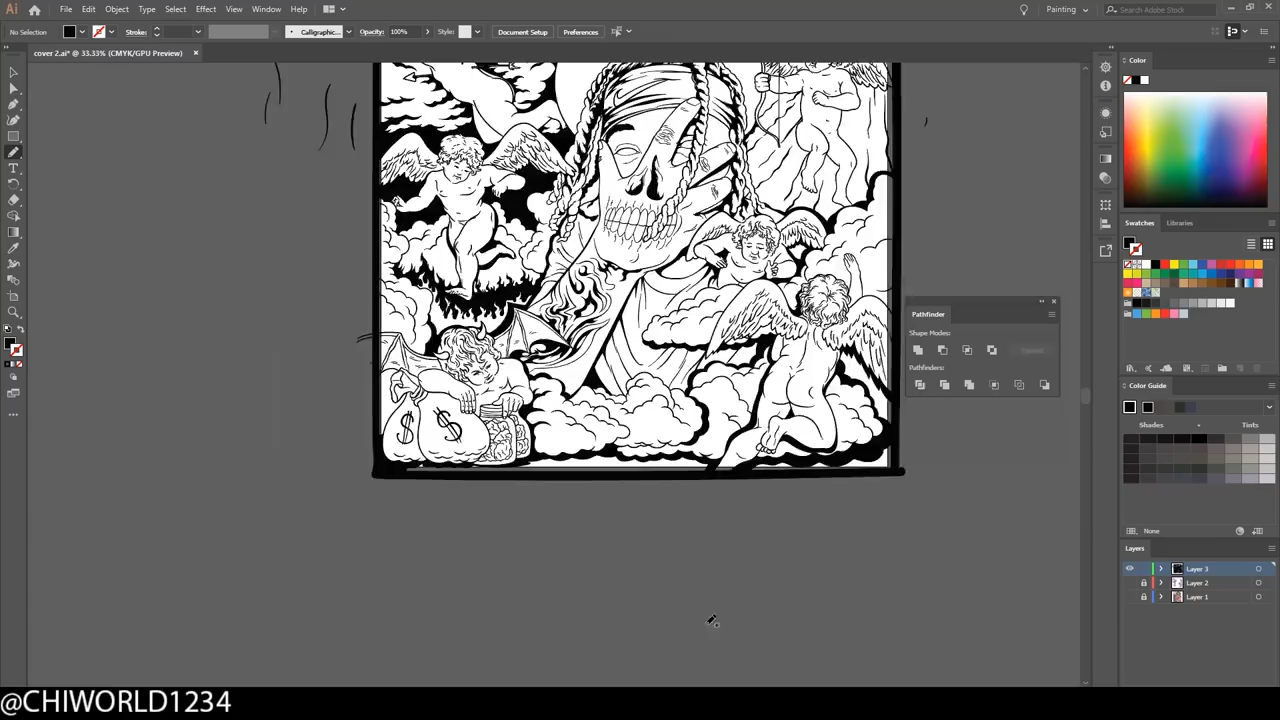 Ai File Edit Object Type Select Effect View Window Help Painting Search Adobe Stock
No Selection Stroke: Calligraphic... Opacity: 100% Style: Document Setup Preferences
cover 2.ai* @ 33.33% (CMYK/GPU Preview)
Color
Swatches Libraries
Pathfinder
Shape Modes:
Pathfinders:
Color Guide
Shades Tints
None
Layers
Layer 3
Layer 2
Layer 1
$ $
@CHIWORLD1234